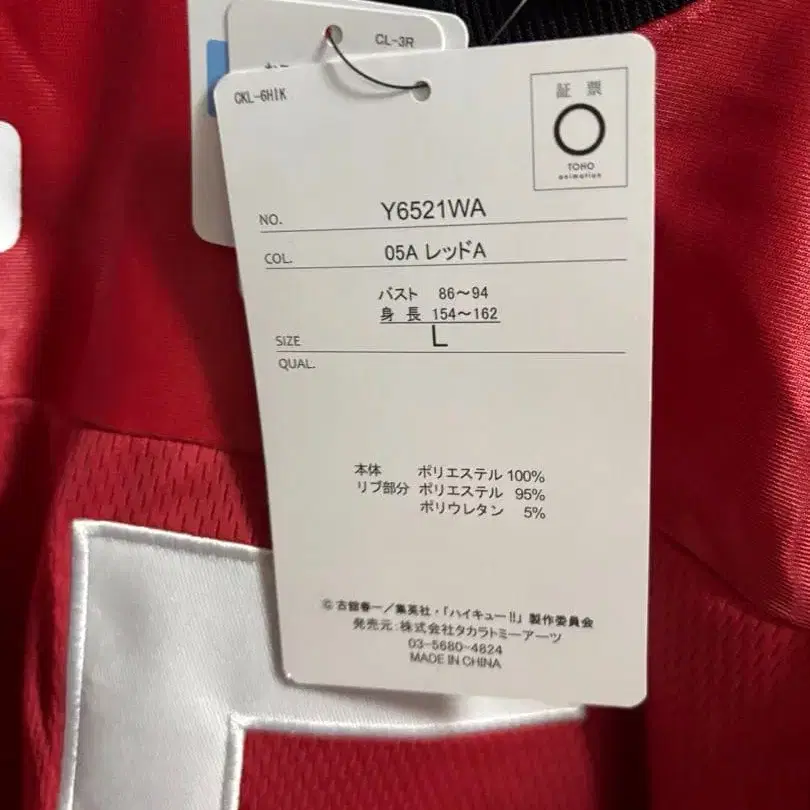 CL-3R
CKL-6HIK
証 票
TOHO
animation
NO. Y6521WA
COL. 05A レッドA
バスト 86～94
身 長 154～162
SIZE L
QUAL.
本体 ポリエステル 100%
リブ部分 ポリエステル 95%
ポリウレタン 5%
© 古舘春一／集英社・「ハイキュー!!」製作委員会
発売元:株式会社タカラトミーアーツ
03-5680-4824
MADE IN CHINA